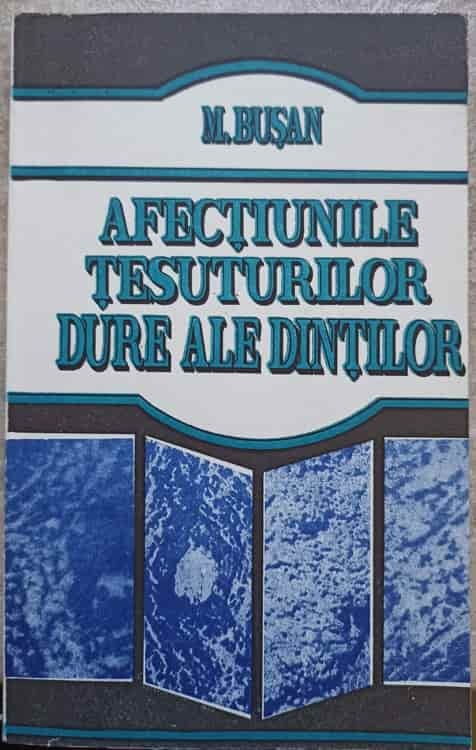 M. BUȘAN
AFECȚIUNILE
ȚESUTURILOR
DURE ALE DINȚILOR